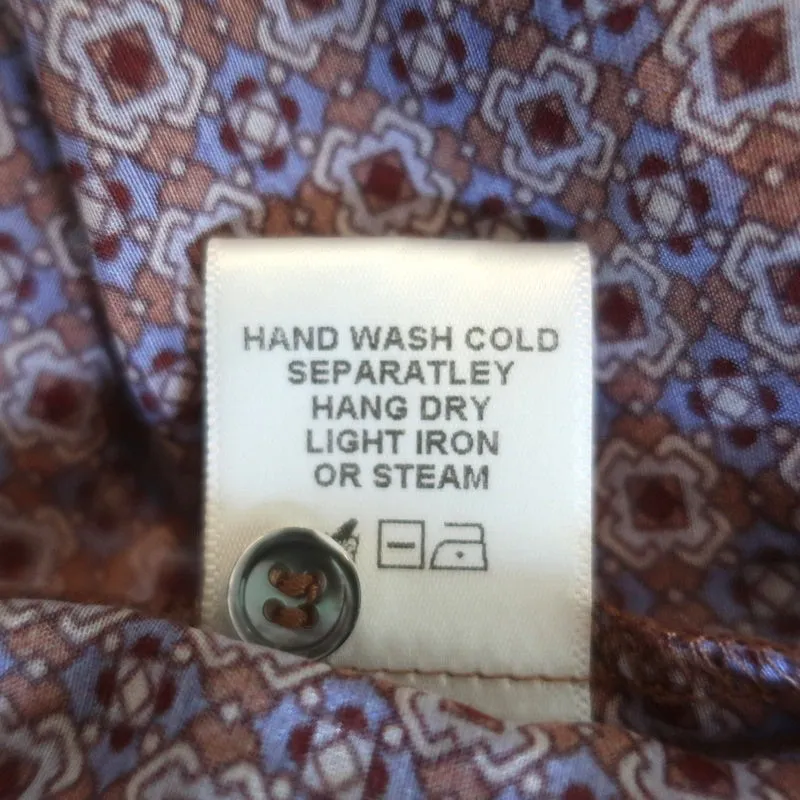 HAND WASH COLD
SEPARATLEY
HANG DRY
LIGHT IRON
OR STEAM